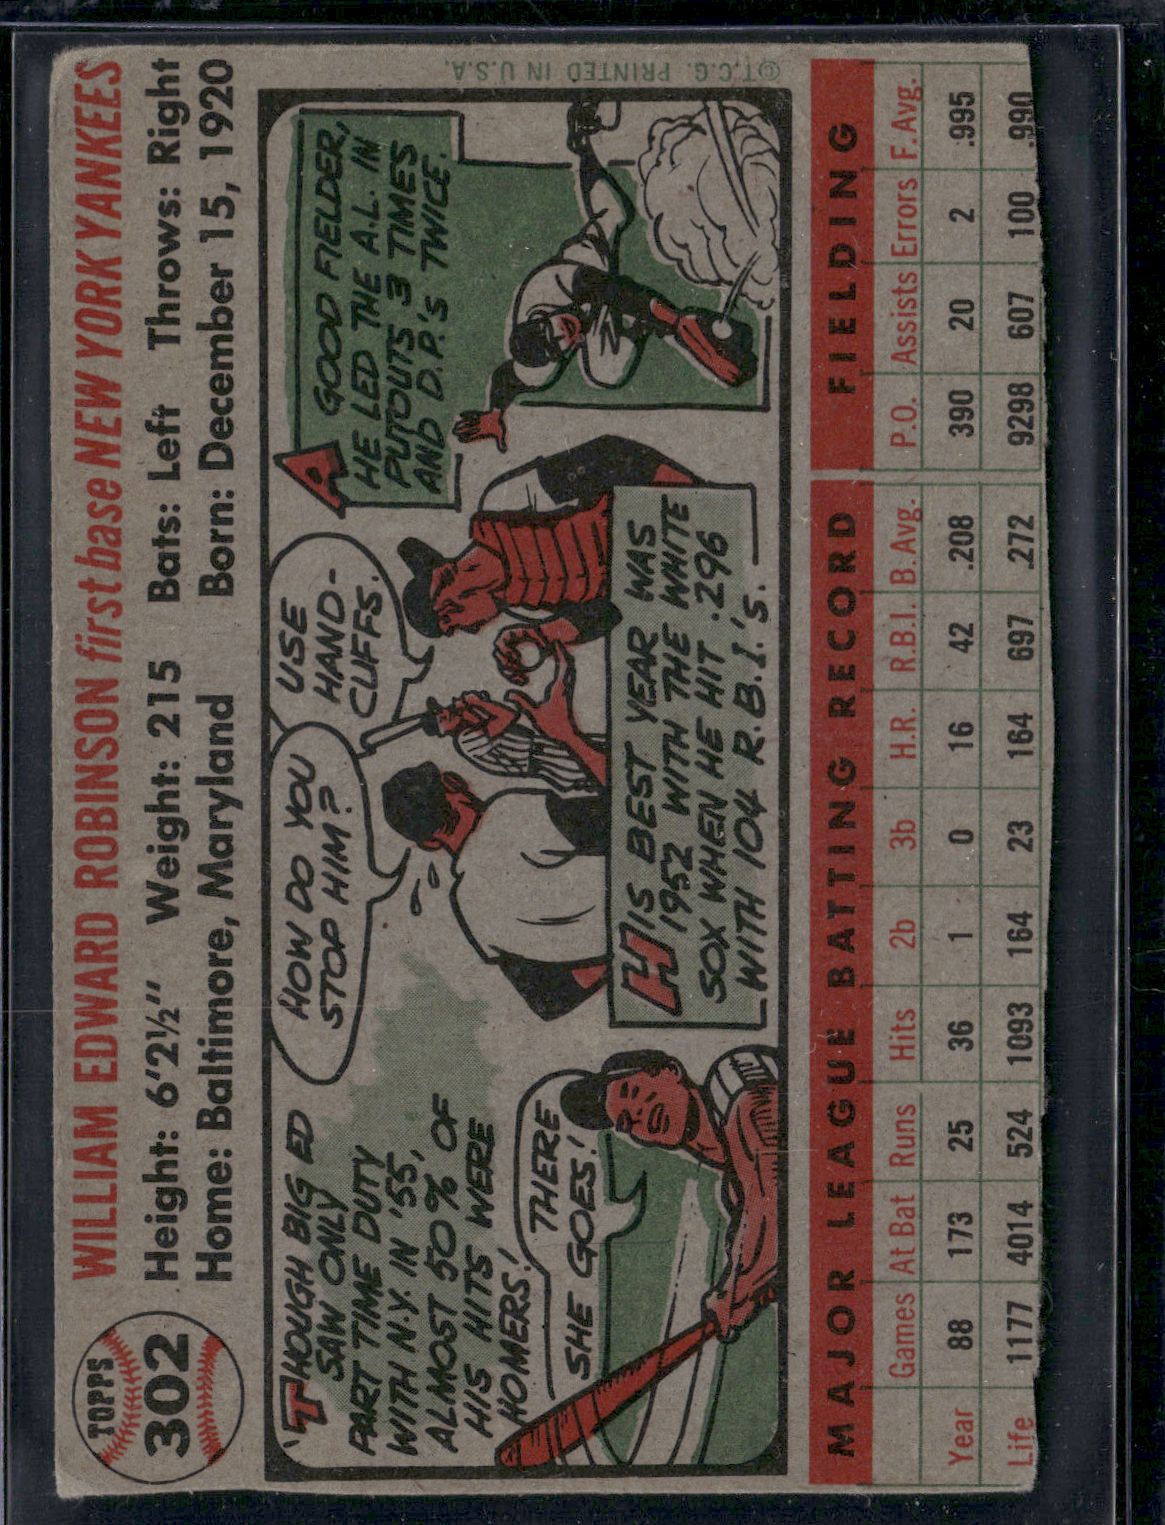 TOPPS
302
WILLIAM EDWARD ROBINSON first base NEW YORK YANKEES
Height: 6'2½" Weight: 215 Bats: Left Throws: Right
Home: Baltimore, Maryland Born: December 15, 1920
THOUGH BIG ED
SAW ONLY
PART TIME DUTY
WITH N.Y. IN '55,
ALMOST 50% OF
HIS HITS WERE
HOMERS!
THERE
SHE GOES!
HOW DO YOU
STOP HIM?
USE
HAND-
CUFFS.
HIS BEST YEAR WAS
1952 WITH THE WHITE
SOX WHEN HE HIT .296
WITH 104 R.B.I.'s.
A GOOD FIELDER,
HE LED THE A.L. IN
PUTOUTS 3 TIMES
AND D.P.'s TWICE.
©T.C.G. PRINTED IN U.S.A.
MAJOR LEAGUE BATTING RECORD FIELDING
Games At Bat Runs Hits 2b 3b H.R. R.B.I. B.Avg. P.O. Assists Errors F.Avg.
Year 88 173 25 36 1 0 16 42 .208 390 20 2 .995
Life 1177 4014 524 1093 164 23 164 697 .272 9298 607 100 .990